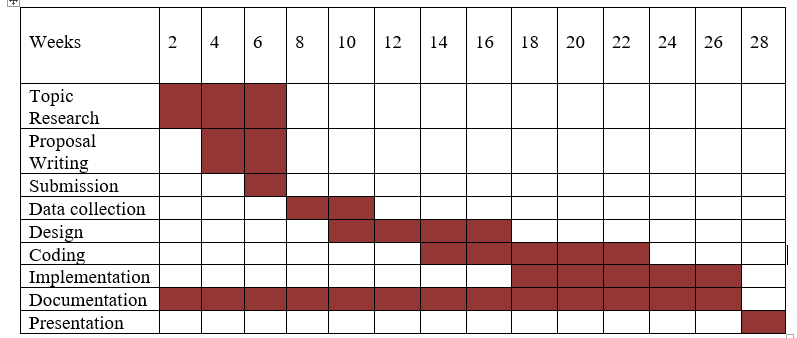 Weeks 2 4 6 8 10 12 14 16 18 20 22 24 26 28
Topic
Research
Proposal
Writing
Submission
Data collection
Design
Coding
Implementation
Documentation
Presentation